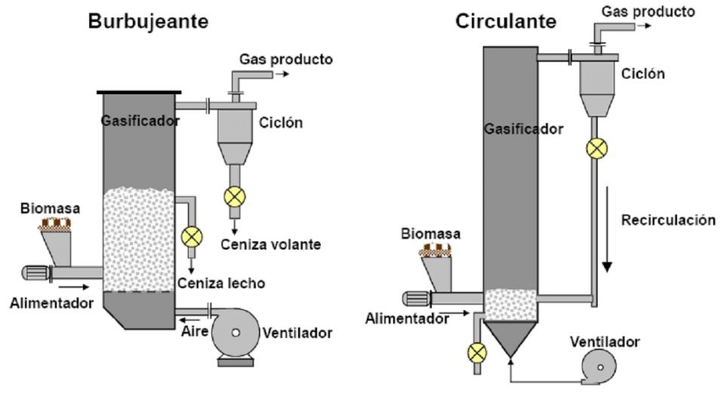 Burbujeante
Gas producto
Gasificador
Ciclón
Biomasa
Ceniza volante
Ceniza lecho
Alimentador
Aire
Ventilador
Circulante
Gas producto
Ciclón
Gasificador
Recirculación
Biomasa
Alimentador
Ventilador